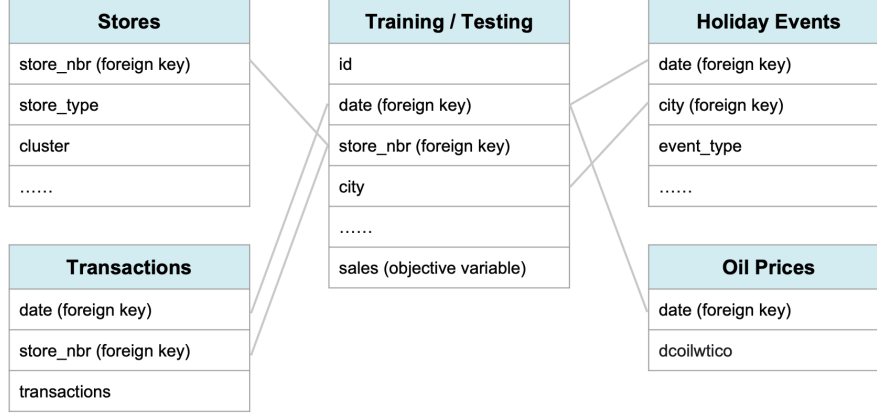 Stores
store_nbr (foreign key)
store_type
cluster
……
Training / Testing
id
date (foreign key)
store_nbr (foreign key)
city
……
sales (objective variable)
Holiday Events
date (foreign key)
city (foreign key)
event_type
……
Transactions
date (foreign key)
store_nbr (foreign key)
transactions
Oil Prices
date (foreign key)
dcoilwtico